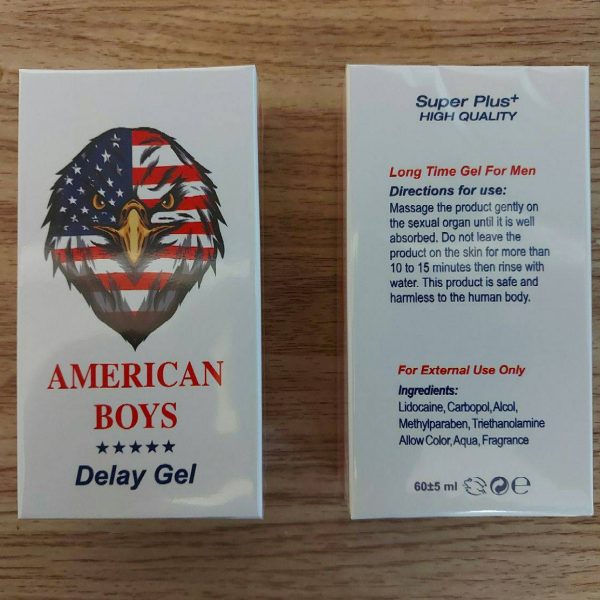 AMERICAN
BOYS
Delay Gel
Super Plus+
HIGH QUALITY
Long Time Gel For Men
Directions for use:
Massage the product gently on
the sexual organ until it is well
absorbed. Do not leave the
product on the skin for more than
10 to 15 minutes then rinse with
water. This product is safe and
harmless to the human body.
For External Use Only
Ingredients:
Lidocaine, Carbopol, Alcol,
Methylparaben, Triethanolamine
Allow Color, Aqua, Fragrance
60±5 ml